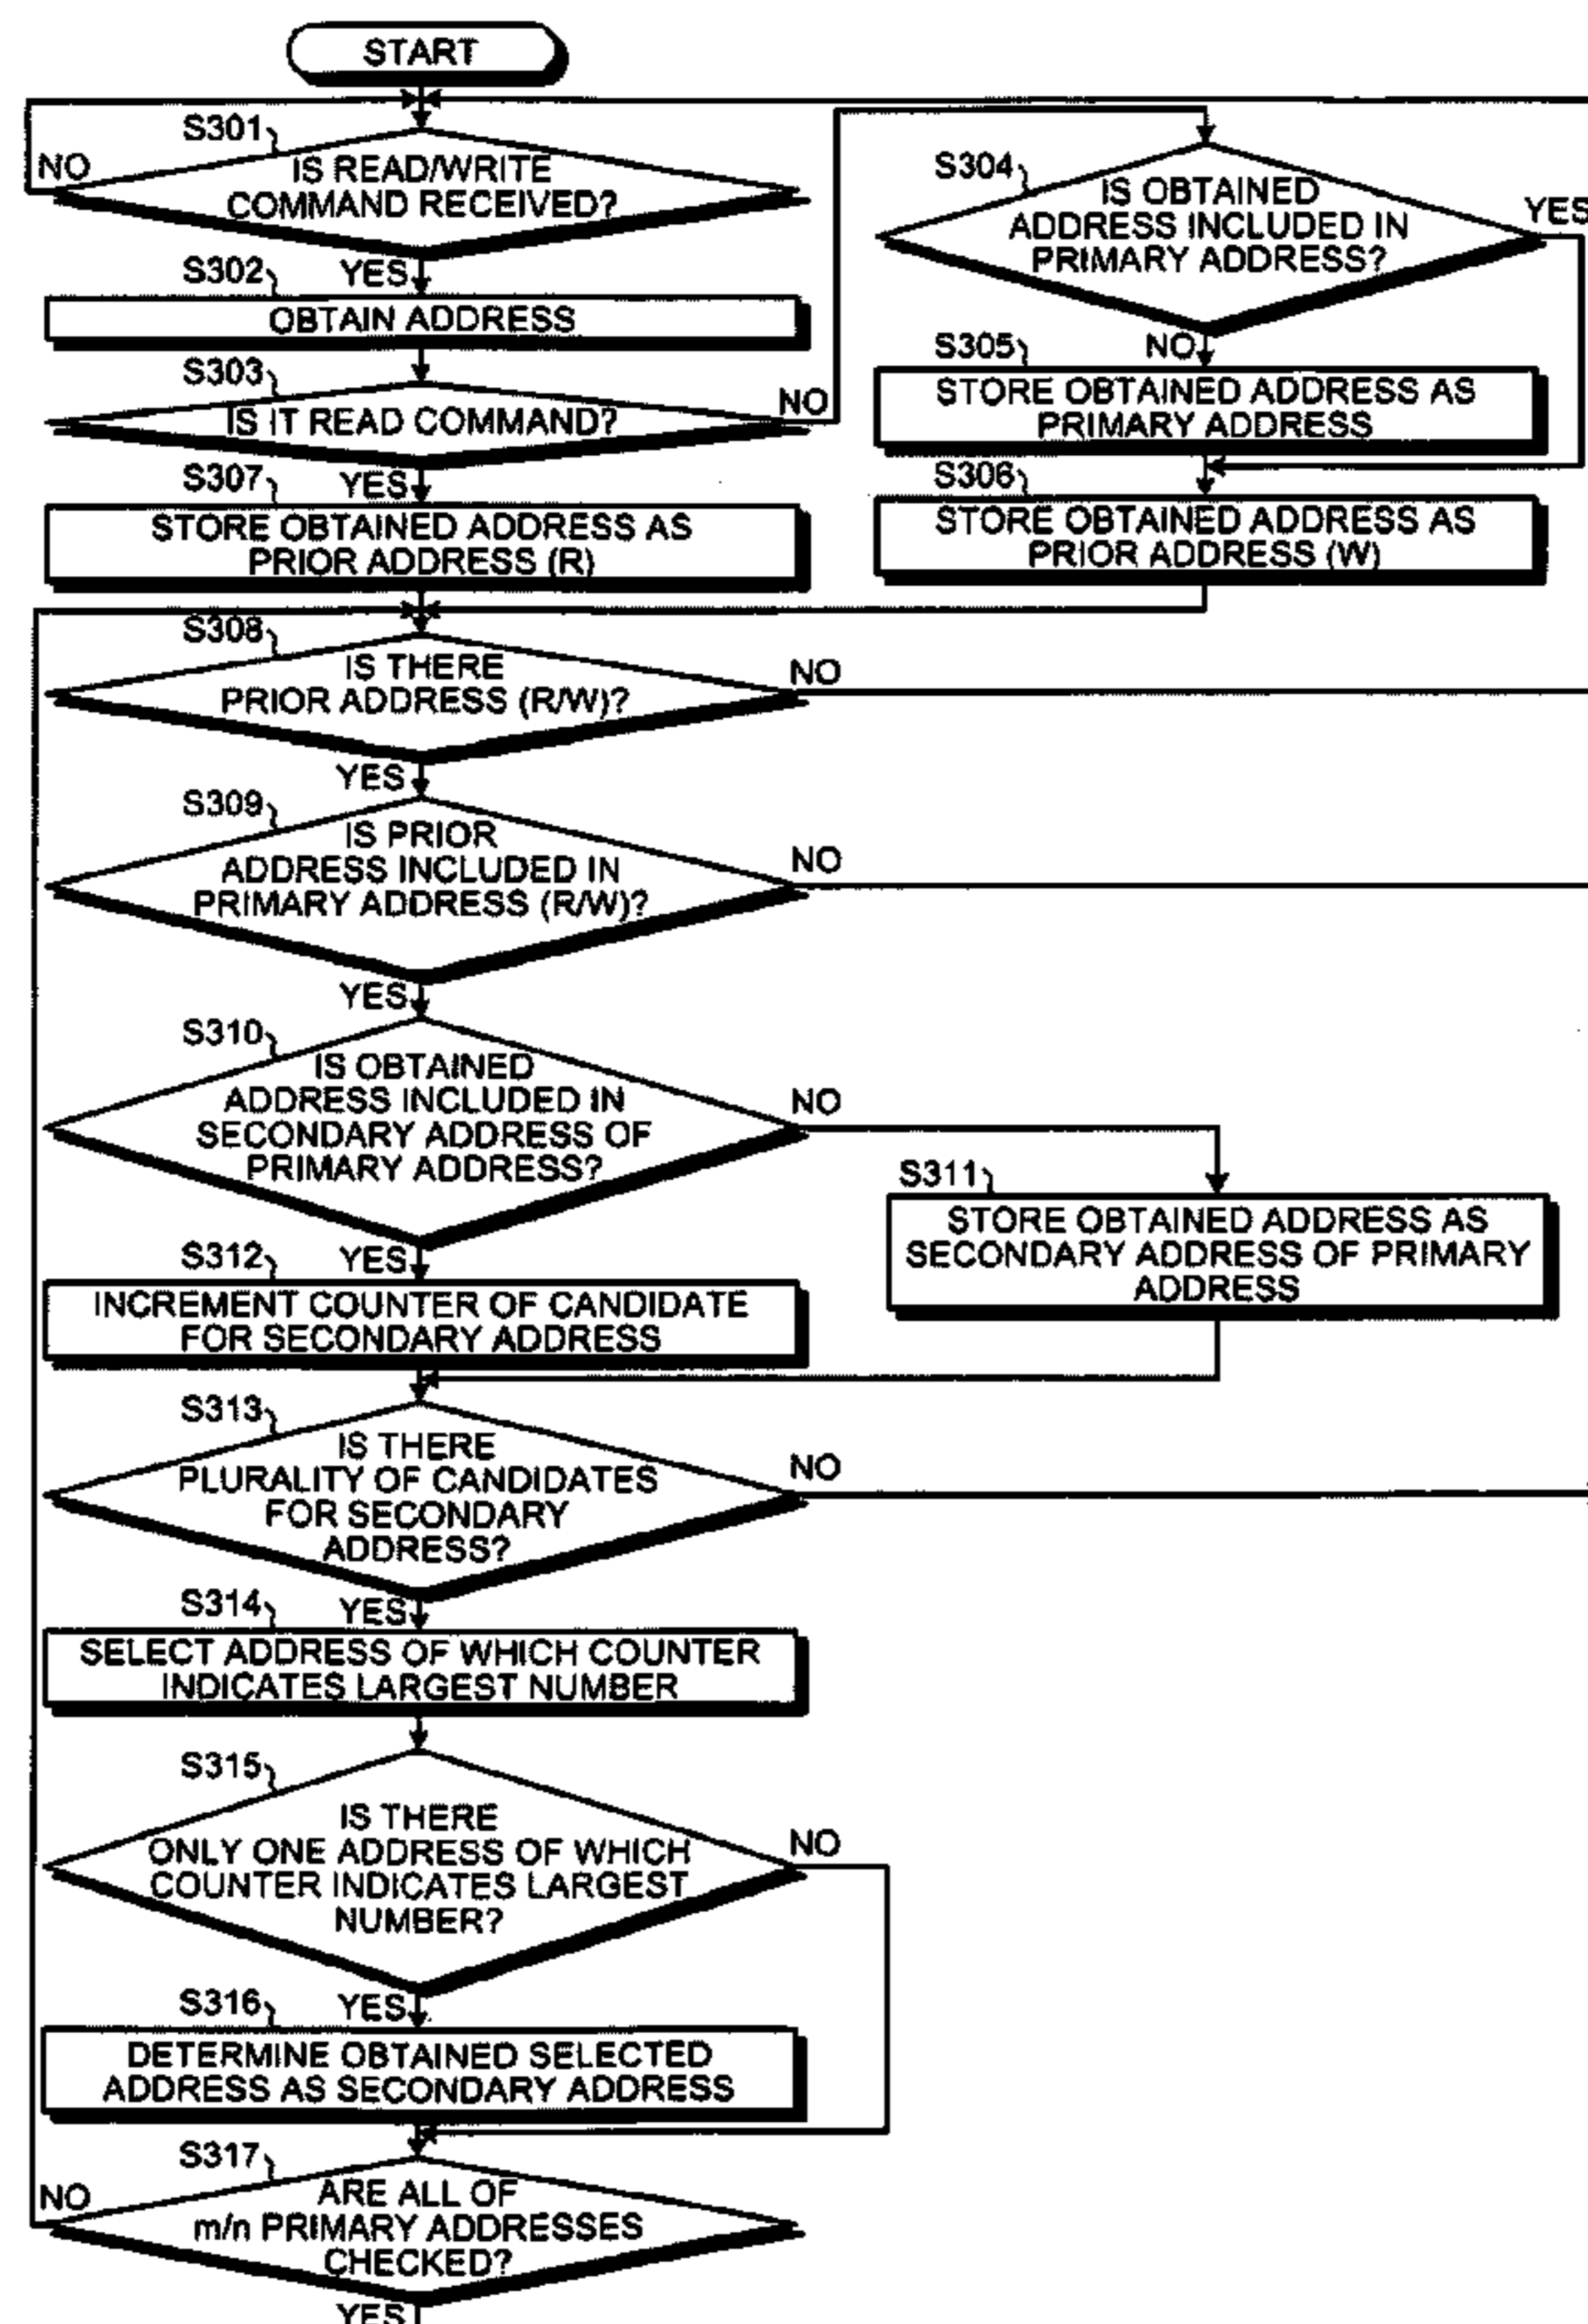 START
S301
NO
IS READ/WRITE
COMMAND RECEIVED?
YES
S302
OBTAIN ADDRESS
S303
IS IT READ COMMAND?
NO
S304
IS OBTAINED
ADDRESS INCLUDED IN
PRIMARY ADDRESS?
YES
NO
S305
STORE OBTAINED ADDRESS AS
PRIMARY ADDRESS
S306
STORE OBTAINED ADDRESS AS
PRIOR ADDRESS (W)
YES
S307
STORE OBTAINED ADDRESS AS
PRIOR ADDRESS (R)
S308
IS THERE
PRIOR ADDRESS (R/W)?
NO
YES
S309
IS PRIOR
ADDRESS INCLUDED IN
PRIMARY ADDRESS (R/W)?
NO
YES
S310
IS OBTAINED
ADDRESS INCLUDED IN
SECONDARY ADDRESS OF
PRIMARY ADDRESS?
NO
S311
STORE OBTAINED ADDRESS AS
SECONDARY ADDRESS OF PRIMARY
ADDRESS
YES
S312
INCREMENT COUNTER OF CANDIDATE
FOR SECONDARY ADDRESS
S313
IS THERE
PLURALITY OF CANDIDATES
FOR SECONDARY
ADDRESS?
NO
YES
S314
SELECT ADDRESS OF WHICH COUNTER
INDICATES LARGEST NUMBER
S315
IS THERE
ONLY ONE ADDRESS OF WHICH
COUNTER INDICATES LARGEST
NUMBER?
NO
YES
S316
DETERMINE OBTAINED SELECTED
ADDRESS AS SECONDARY ADDRESS
S317
NO
ARE ALL OF
m/n PRIMARY ADDRESSES
CHECKED?
YES